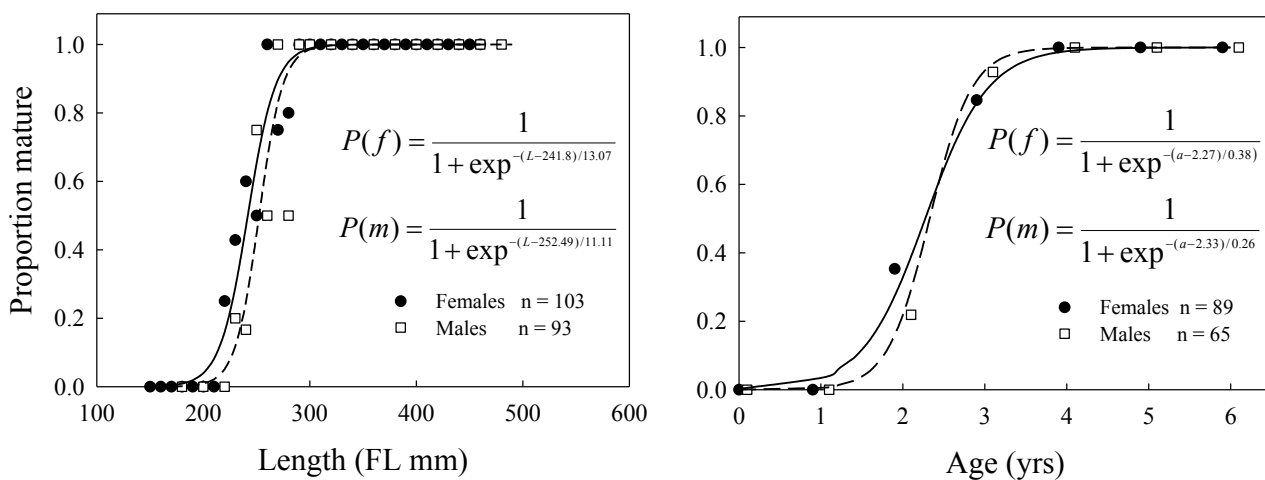 Proportion mature
1.0
0.8
0.6
0.4
0.2
0.0
P(f) = 1 / (1 + exp^{-(L-241.8)/13.07})
P(m) = 1 / (1 + exp^{-(L-252.49)/11.11})
Females n = 103
Males n = 93
100 200 300 400 500 600
Length (FL mm)
1.0
0.8
0.6
0.4
0.2
0.0
P(f) = 1 / (1 + exp^{-(a-2.27)/0.38})
P(m) = 1 / (1 + exp^{-(a-2.33)/0.26})
Females n = 89
Males n = 65
0 1 2 3 4 5 6
Age (yrs)